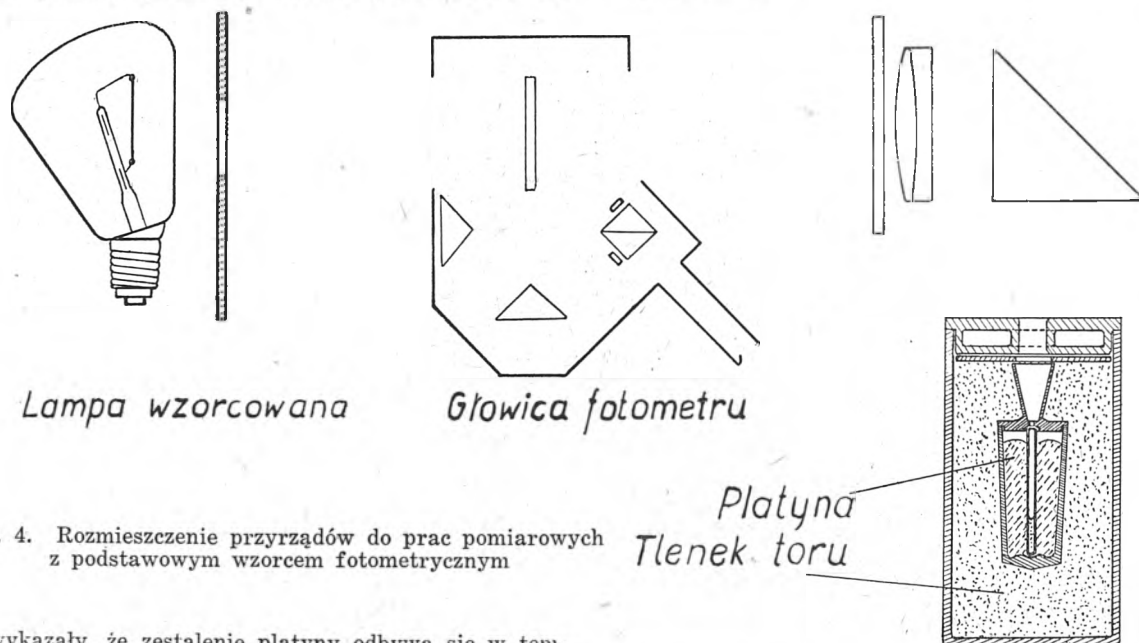 Lampa wzorcowana
Głowica fotometru
Platyna
Tlenek toru
4. Rozmieszczenie przyrządów do prac pomiarowych
z podstawowym wzorcem fotometrycznym
wykazały, że zestalenie platyny odbywa się w tem